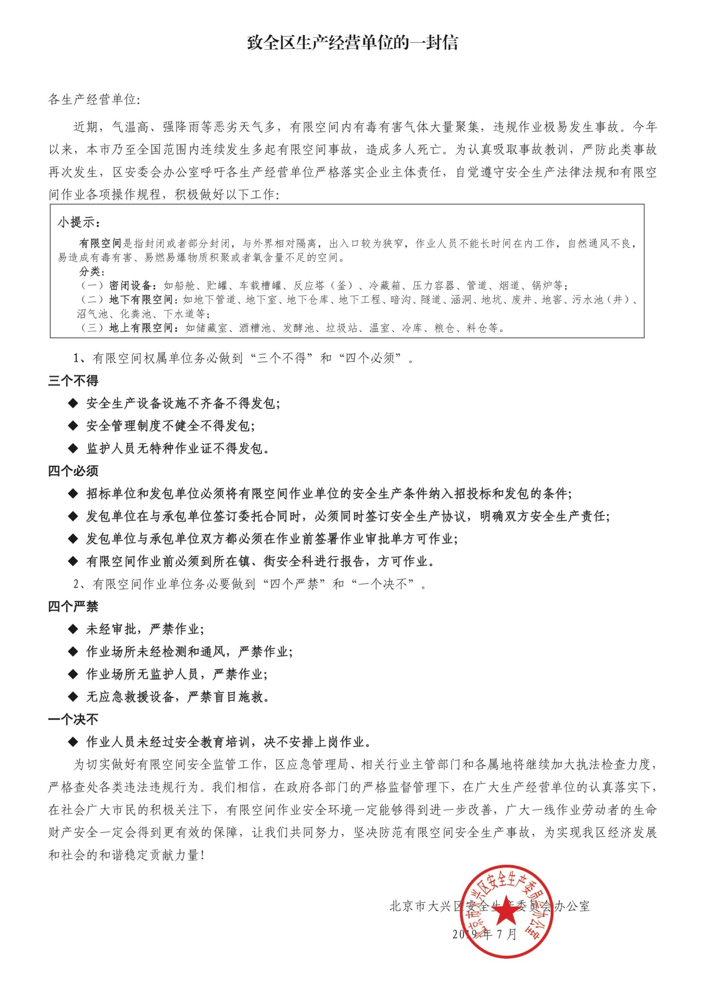 致全区生产经营单位的一封信
各生产经营单位：
近期，气温高、强降雨等恶劣天气多，有限空间内有毒有害气体大量聚集，违规作业极易发生事故。今年
以来，本市乃至全国范围内连续发生多起有限空间事故，造成多人死亡。为认真吸取事故教训，严防此类事故
再次发生，区安委会办公室呼吁各生产经营单位严格落实企业主体责任，自觉遵守安全生产法律法规和有限空
间作业各项操作规程，积极做好以下工作：
小提示：
有限空间是指封闭或者部分封闭，与外界相对隔离，出入口较为狭窄，作业人员不能长时间在内工作，自然通风不良，
易造成有毒有害、易燃易爆物质积聚或者氧含量不足的空间。
分类：
（一）密闭设备：如船舱、贮罐、车载槽罐、反应塔（釜）、冷藏箱、压力容器、管道、烟道、锅炉等；
（二）地下有限空间：如地下管道、地下室、地下仓库、地下工程、暗沟、隧道、涵洞、地坑、废井、地窖、污水池（井）、
沼气池、化粪池、下水道等；
（三）地上有限空间：如储藏室、酒糟池、发酵池、垃圾站、温室、冷库、粮仓、料仓等。
1、有限空间权属单位务必做到“三个不得”和“四个必须”。
三个不得
◆ 安全生产设备设施不齐备不得发包；
◆ 安全管理制度不健全不得发包；
◆ 监护人员无特种作业证不得发包。
四个必须
◆ 招标单位和发包单位必须将有限空间作业单位的安全生产条件纳入招投标和发包的条件；
◆ 发包单位在与承包单位签订委托合同时，必须同时签订安全生产协议，明确双方安全生产责任；
◆ 发包单位与承包单位双方都必须在作业前签署作业审批单方可作业；
◆ 有限空间作业前必须到所在镇、街安全科进行报告，方可作业。
2、有限空间作业单位务必要做到“四个严禁”和“一个决不”。
四个严禁
◆ 未经审批，严禁作业；
◆ 作业场所未经检测和通风，严禁作业；
◆ 作业场所无监护人员，严禁作业；
◆ 无应急救援设备，严禁盲目施救。
一个决不
◆ 作业人员未经过安全教育培训，决不安排上岗作业。
为切实做好有限空间安全监管工作，区应急管理局、相关行业主管部门和各属地将继续加大执法检查力度，
严格查处各类违法违规行为。我们相信，在政府各部门的严格监督管理下，在广大生产经营单位的认真落实下，
在社会广大市民的积极关注下，有限空间作业安全环境一定能够得到进一步改善，广大一线作业劳动者的生命
财产安全一定会得到更有效的保障，让我们共同努力，坚决防范有限空间安全生产事故，为实现我区经济发展
和社会的和谐稳定贡献力量！
北京市大兴区安全生产委员会办公室
北京市大兴区安全生产委员会办公室
2019年7月